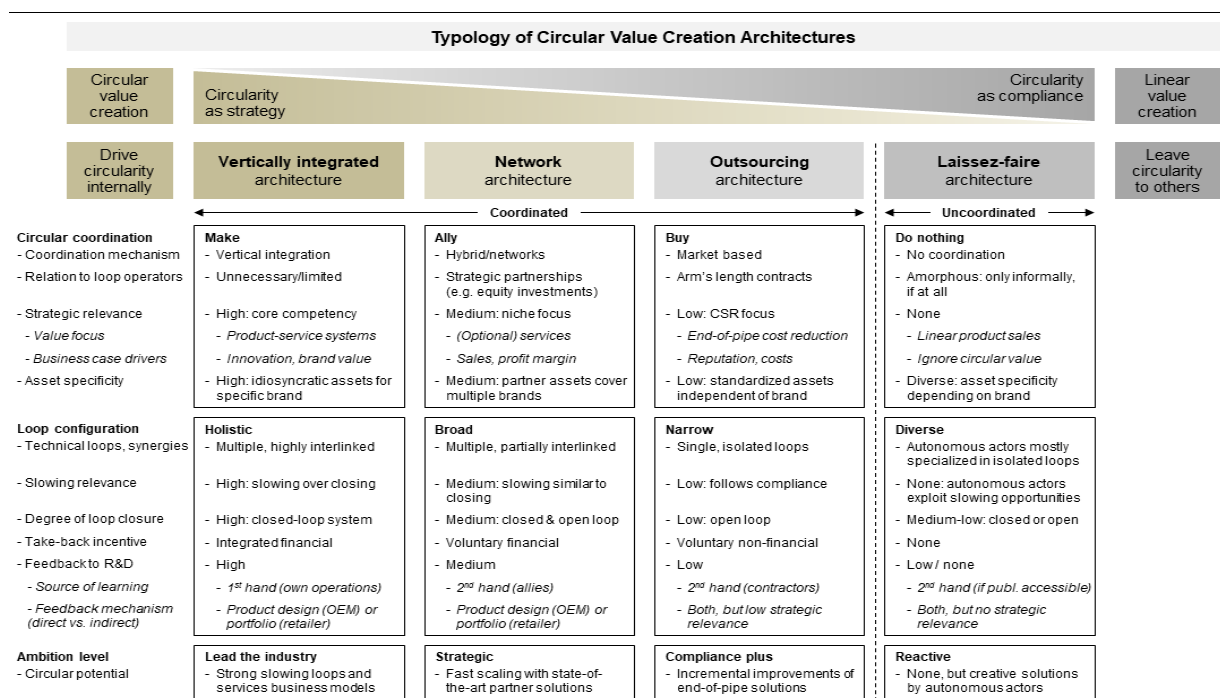 Typology of Circular Value Creation Architectures
Circular
value
creation
Circularity
as strategy
Circularity
as compliance
Linear
value
creation
Drive
circularity
internally
Vertically integrated
architecture
Network
architecture
Outsourcing
architecture
Laissez-faire
architecture
Leave
circularity
to others
Coordinated
Uncoordinated
Circular coordination
- Coordination mechanism
- Relation to loop operators
- Strategic relevance
- Value focus
- Business case drivers
- Asset specificity
Make
- Vertical integration
- Unnecessary/limited
- High: core competency
- Product-service systems
- Innovation, brand value
- High: idiosyncratic assets for
specific brand
Ally
- Hybrid/networks
- Strategic partnerships
(e.g. equity investments)
- Medium: niche focus
- (Optional) services
- Sales, profit margin
- Medium: partner assets cover
multiple brands
Buy
- Market based
- Arm's length contracts
- Low: CSR focus
- End-of-pipe cost reduction
- Reputation, costs
- Low: standardized assets
independent of brand
Do nothing
- No coordination
- Amorphous: only informally,
if at all
- None
- Linear product sales
- Ignore circular value
- Diverse: asset specificity
depending on brand
Loop configuration
- Technical loops, synergies
- Slowing relevance
- Degree of loop closure
- Take-back incentive
- Feedback to R&D
- Source of learning
- Feedback mechanism
(direct vs. indirect)
Holistic
- Multiple, highly interlinked
- High: slowing over closing
- High: closed-loop system
- Integrated financial
- High
- 1st hand (own operations)
- Product design (OEM) or
portfolio (retailer)
Broad
- Multiple, partially interlinked
- Medium: slowing similar to
closing
- Medium: closed & open loop
- Voluntary financial
- Medium
- 2nd hand (allies)
- Product design (OEM) or
portfolio (retailer)
Narrow
- Single, isolated loops
- Low: follows compliance
- Low: open loop
- Voluntary non-financial
- Low
- 2nd hand (contractors)
- Both, but low strategic
relevance
Diverse
- Autonomous actors mostly
specialized in isolated loops
- None: autonomous actors
exploit slowing opportunities
- Medium-low: closed or open
- None
- Low / none
- 2nd hand (if publ. accessible)
- Both, but no strategic
relevance
Ambition level
- Circular potential
Lead the industry
- Strong slowing loops and
services business models
Strategic
- Fast scaling with state-of-
the-art partner solutions
Compliance plus
- Incremental improvements of
end-of-pipe solutions
Reactive
- None, but creative solutions
by autonomous actors